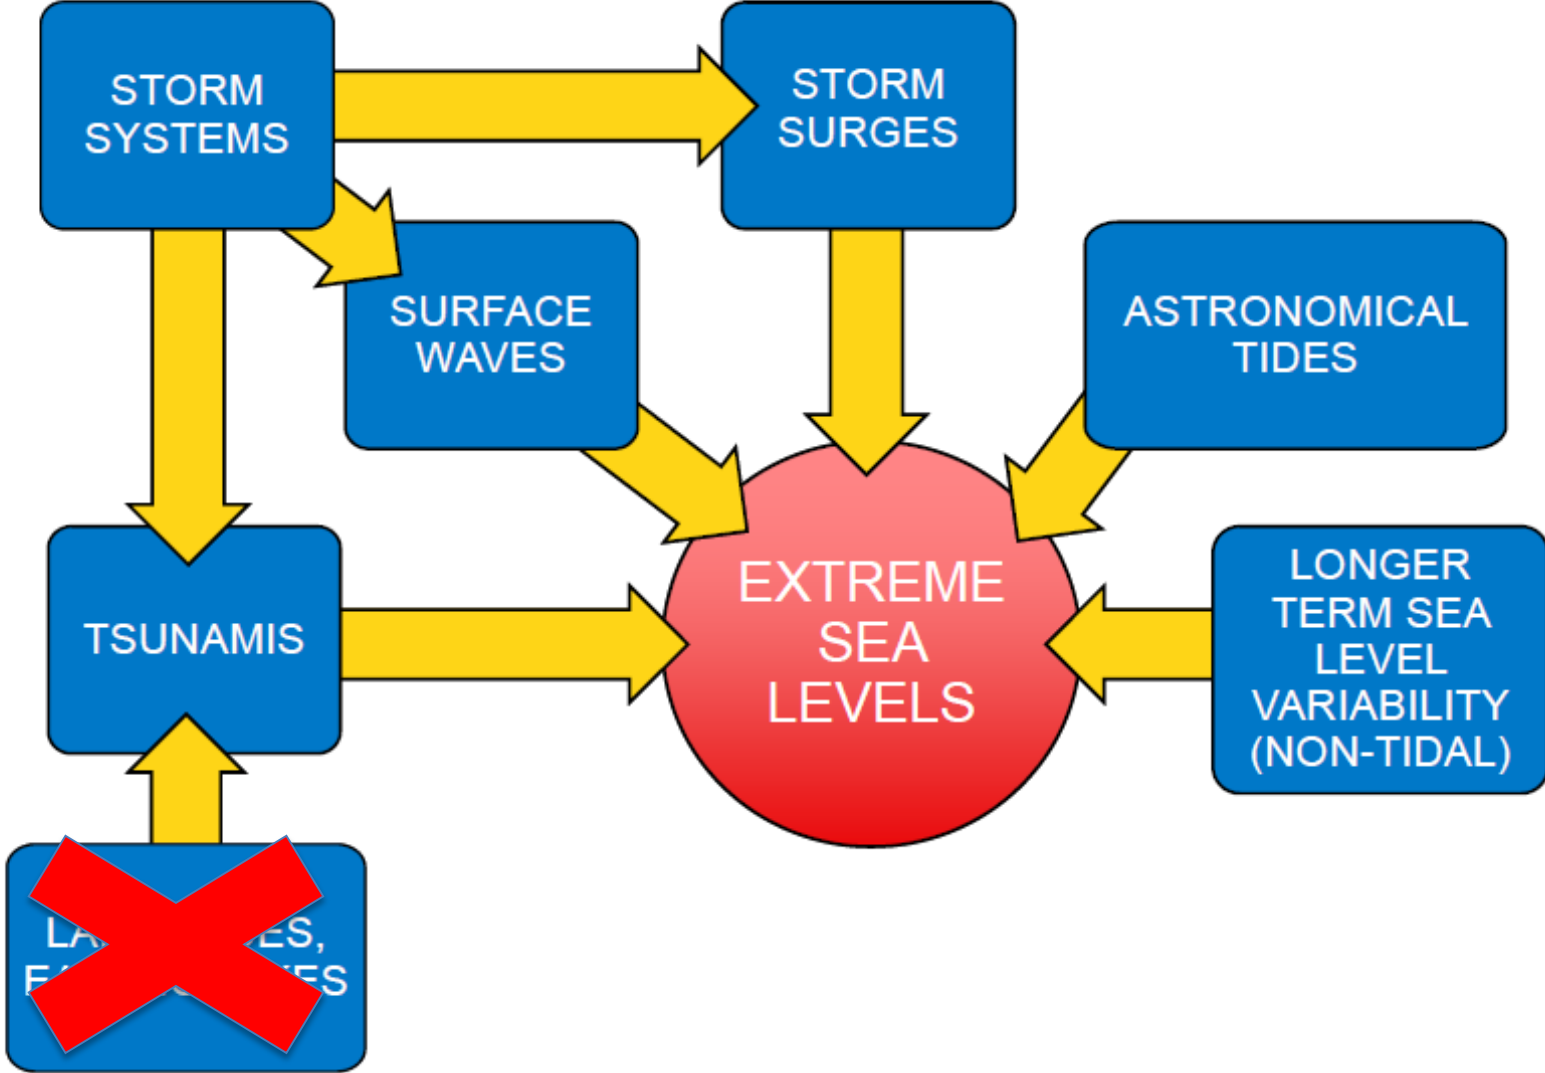 STORM
SYSTEMS
STORM
SURGES
SURFACE
WAVES
ASTRONOMICAL
TIDES
TSUNAMIS
EXTREME
SEA
LEVELS
LONGER
TERM SEA
LEVEL
VARIABILITY
(NON-TIDAL)